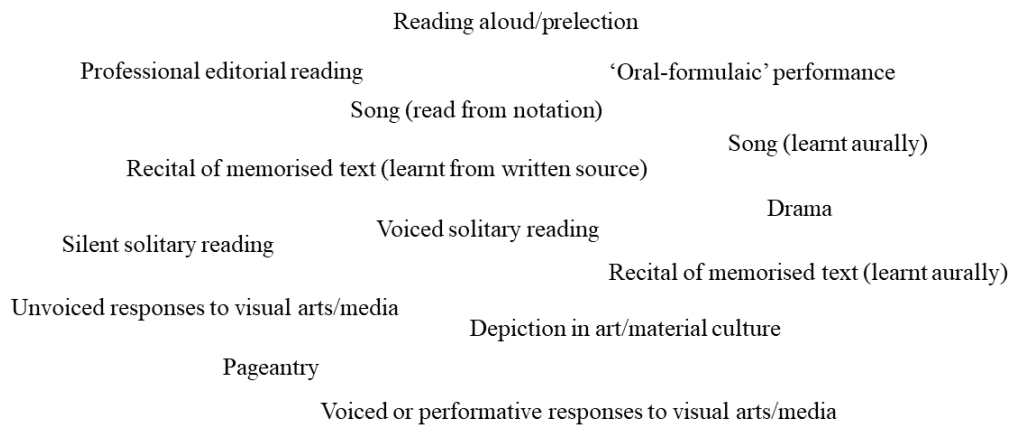 Reading aloud/prelection
Professional editorial reading
‘Oral-formulaic’ performance
Song (read from notation)
Song (learnt aurally)
Recital of memorised text (learnt from written source)
Drama
Voiced solitary reading
Silent solitary reading
Recital of memorised text (learnt aurally)
Unvoiced responses to visual arts/media
Depiction in art/material culture
Pageantry
Voiced or performative responses to visual arts/media